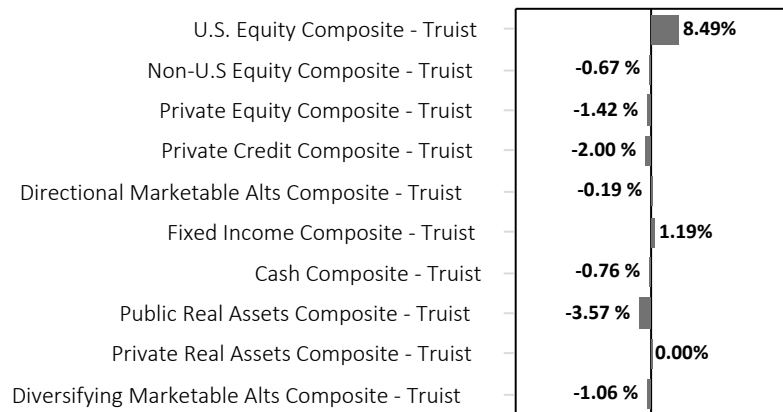 U.S. Equity Composite - Truist 8.49%
Non-U.S Equity Composite - Truist -0.67 %
Private Equity Composite - Truist -1.42 %
Private Credit Composite - Truist -2.00 %
Directional Marketable Alts Composite - Truist -0.19 %
Fixed Income Composite - Truist 1.19%
Cash Composite - Truist -0.76 %
Public Real Assets Composite - Truist -3.57 %
Private Real Assets Composite - Truist 0.00%
Diversifying Marketable Alts Composite - Truist -1.06 %